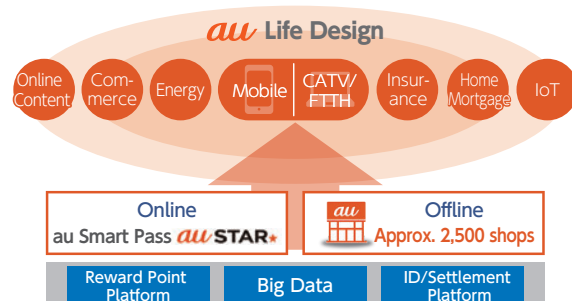 au Life Design
Online
Content
Com-
merce
Energy
Mobile
CATV/
FTTH
Insur-
ance
Home
Mortgage
IoT
Online
au Smart Pass au STAR
au
Offline
Approx. 2,500 shops
Reward Point
Platform
Big Data
ID/Settlement
Platform